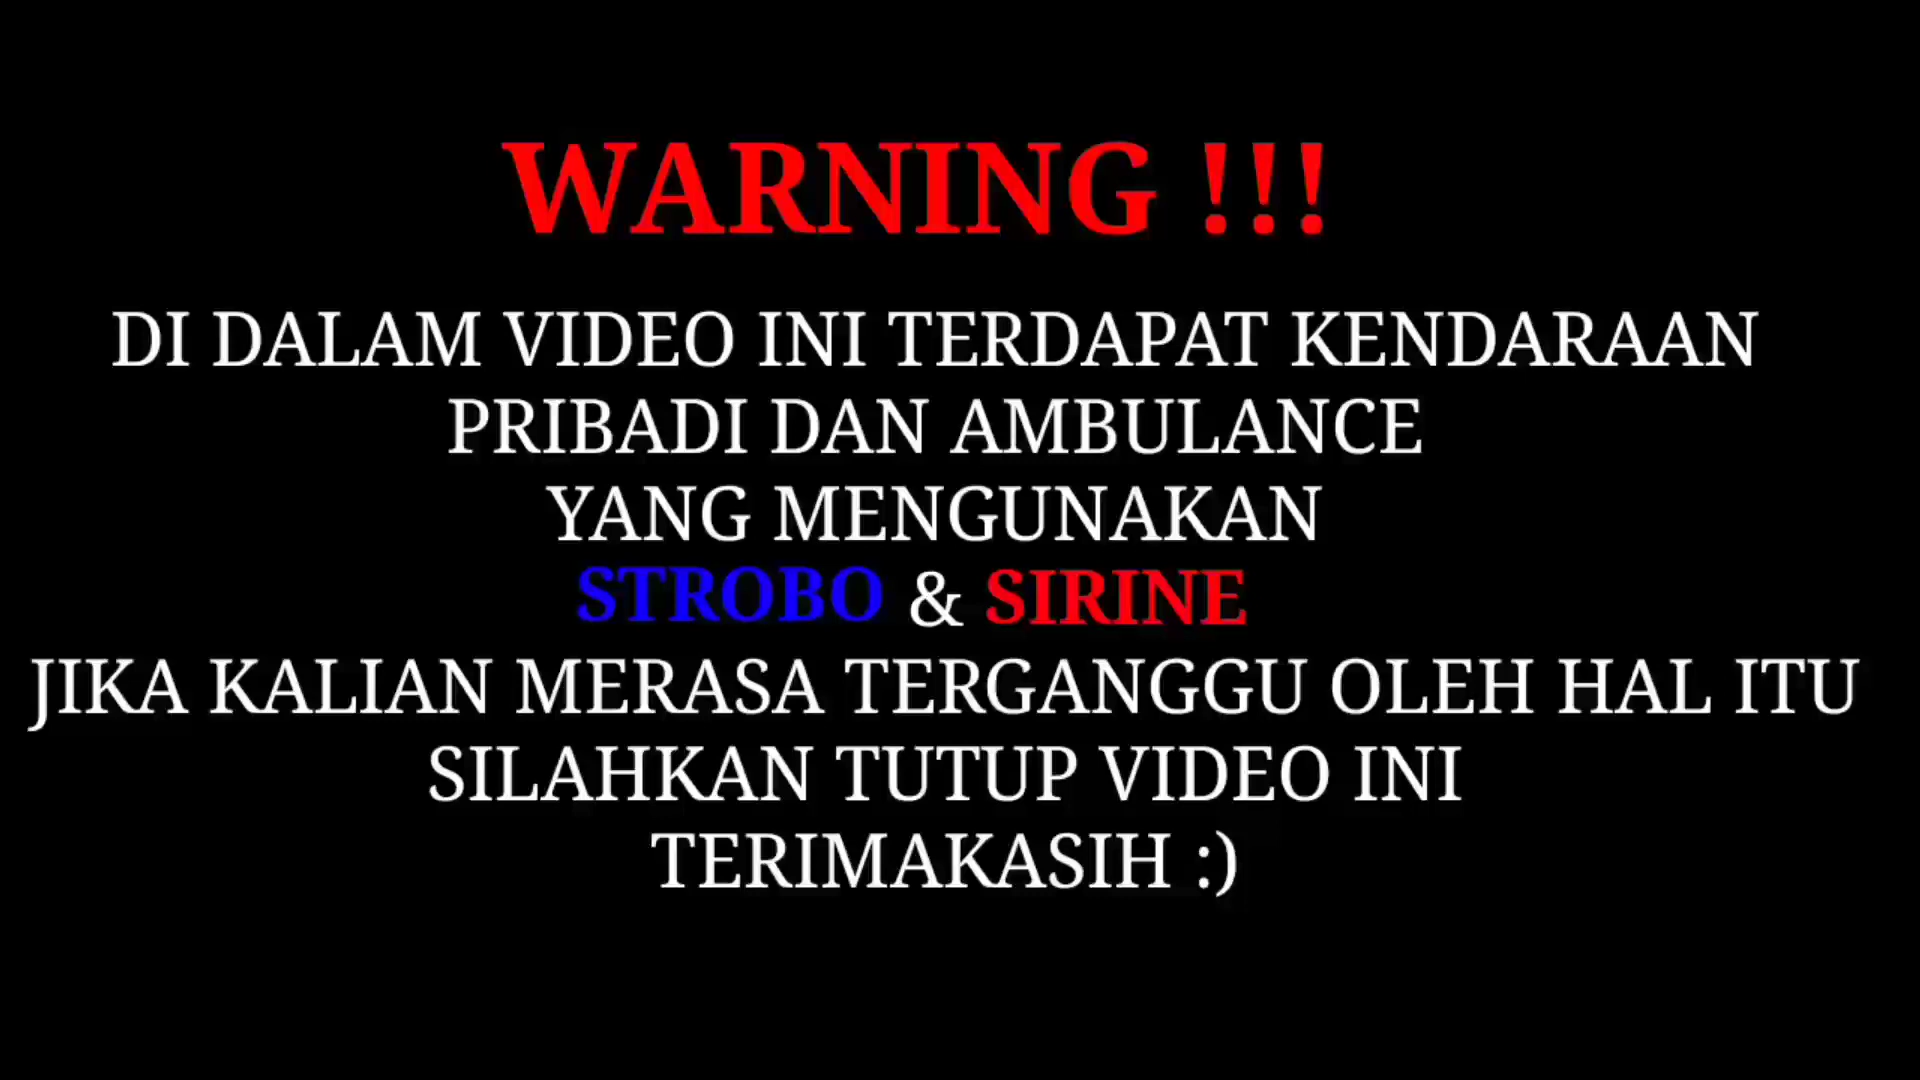 WARNING !!!
DI DALAM VIDEO INI TERDAPAT KENDARAAN
PRIBADI DAN AMBULANCE
YANG MENGUNAKAN
STROBO & SIRINE
JIKA KALIAN MERASA TERGANGGU OLEH HAL ITU
SILAHKAN TUTUP VIDEO INI
TERIMAKASIH :)